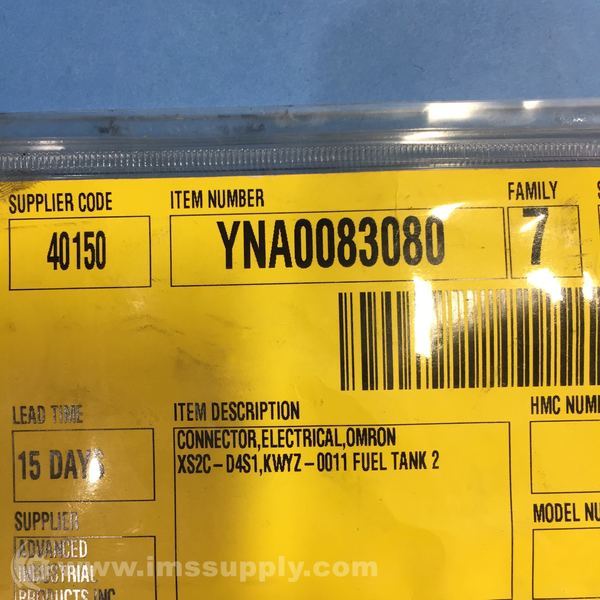 SUPPLIER CODE
ITEM NUMBER
FAMILY
40150
YNA0083080
7
LEAD TIME
ITEM DESCRIPTION
HMC NUM
15 DAYS
CONNECTOR,ELECTRICAL,OMRON
XS2C-D4S1,KWYZ-0011 FUEL TANK 2
SUPPLIER
MODEL NU
ADVANCED
INDUSTRIAL
PRODUCTS INC
www.imssupply.com